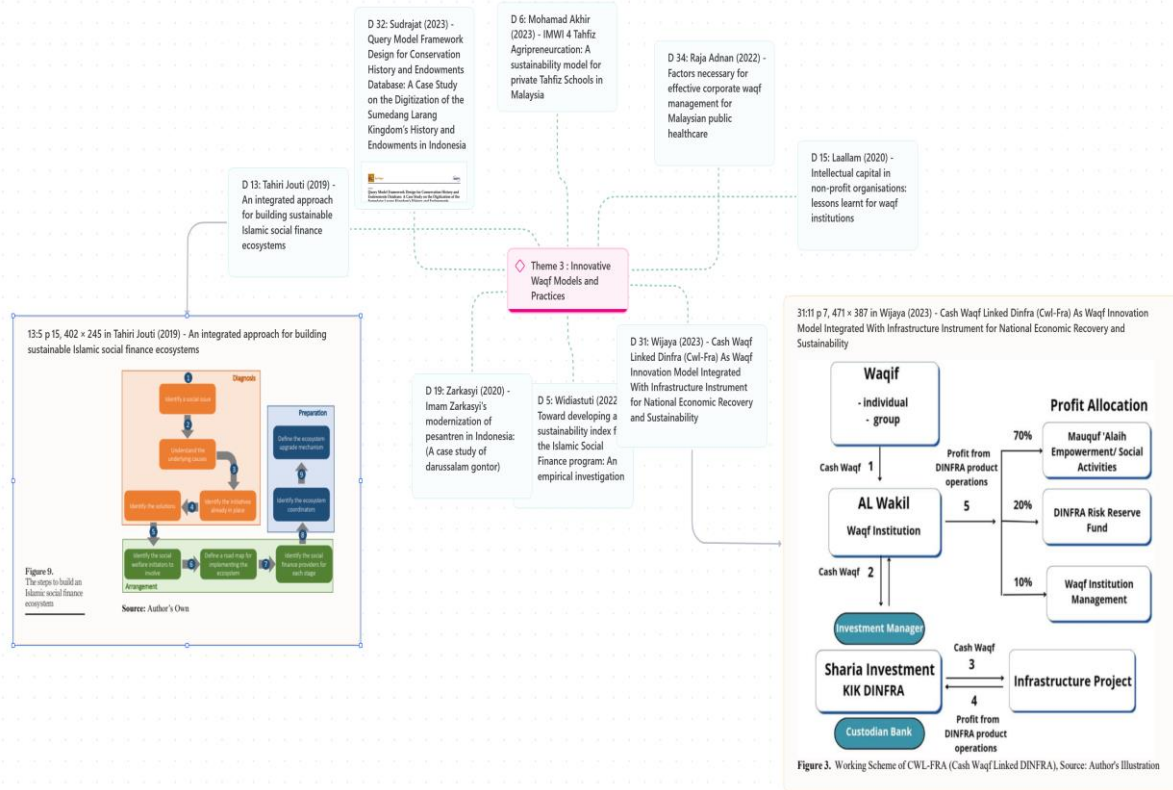 D 32: Sudrajat (2023) -
Query Model Framework
Design for Conservation
History and Endowments
Database: A Case Study
on the Digitization of the
Sumedang Larang
Kingdom's History and
Endowments in Indonesia
D 6: Mohamad Akhir
(2023) - IMWI 4 Tahfiz
Agripreneurcation: A
sustainability model for
private Tahfiz Schools in
Malaysia
D 34: Raja Adnan (2022) -
Factors necessary for
effective corporate waqf
management for
Malaysian public
healthcare
D 15: Laallam (2020) -
Intellectual capital in
non-profit organisations:
lessons learnt for waqf
institutions
D 13: Tahiri Jouti (2019) -
An integrated approach
for building sustainable
Islamic social finance
ecosystems
Theme 3 : Innovative
Waqf Models and
Practices
13:5 p 15, 402 × 245 in Tahiri Jouti (2019) - An integrated approach for building
sustainable Islamic social finance ecosystems
Diagnosis
1
Identify a social issue
2
Understand the
underlying causes
3
Identify the initiatives
already in place
4
Identify the solutions
5
Identify the social
welfare initiators to
involve
6
Define a road map for
implementing the
ecosystem
7
Identify the social
finance providers for
each stage
Arrangement
8
Preparation
Identify the ecosystem
coordinators
9
Define the ecosystem
upgrade mechanism
Figure 9.
The steps to build an
Islamic social finance
ecosystem
Source: Author's Own
D 19: Zarkasyi (2020) -
Imam Zarkasyi's
modernization of
pesantren in Indonesia:
(A case study of
darussalam gontor)
D 5: Widiastuti (2022
Toward developing a
sustainability index f
the Islamic Social
Finance program: An
empirical investigation
D 31: Wijaya (2023) - Cash Waqf
Linked Dinfra (Cwl-Fra) As Waqf
Innovation Model Integrated
With Infrastructure Instrument
for National Economic Recovery
and Sustainability
31:11 p 7, 471 × 387 in Wijaya (2023) - Cash Waqf Linked Dinfra (Cwl-Fra) As Waqf Innovation
Model Integrated With Infrastructure Instrument for National Economic Recovery and
Sustainability
Waqif
- individual
- group
Cash Waqf 1
AL Wakil
Waqf Institution
Cash Waqf 2
Investment Manager
Sharia Investment
KIK DINFRA
Custodian Bank
Cash Waqf
3
4
Profit from
DINFRA product
operations
Infrastructure Project
Profit from
DINFRA product
operations
5
Profit Allocation
70%
Mauquf 'Alaih
Empowerment/ Social
Activities
20%
DINFRA Risk Reserve
Fund
10%
Waqf Institution
Management
Figure 3. Working Scheme of CWL-FRA (Cash Waqf Linked DINFRA), Source: Author's Illustration